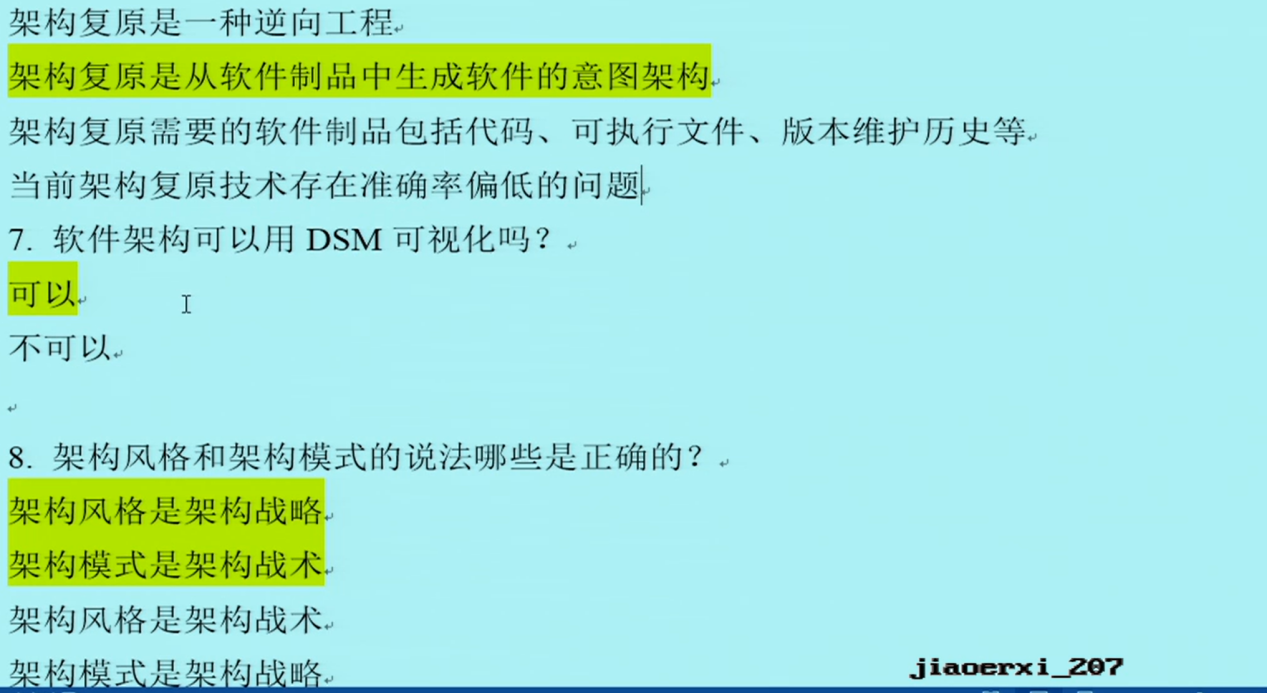 架构复原是一种逆向工程
架构复原是从软件制品中生成软件的意图架构
架构复原需要的软件制品包括代码、可执行文件、版本维护历史等
当前架构复原技术存在准确率偏低的问题
7. 软件架构可以用 DSM 可视化吗？
可以
不可以
8. 架构风格和架构模式的说法哪些是正确的？
架构风格是架构战略
架构模式是架构战术
架构风格是架构战术
架构模式是架构战略
jiaoerxi_207